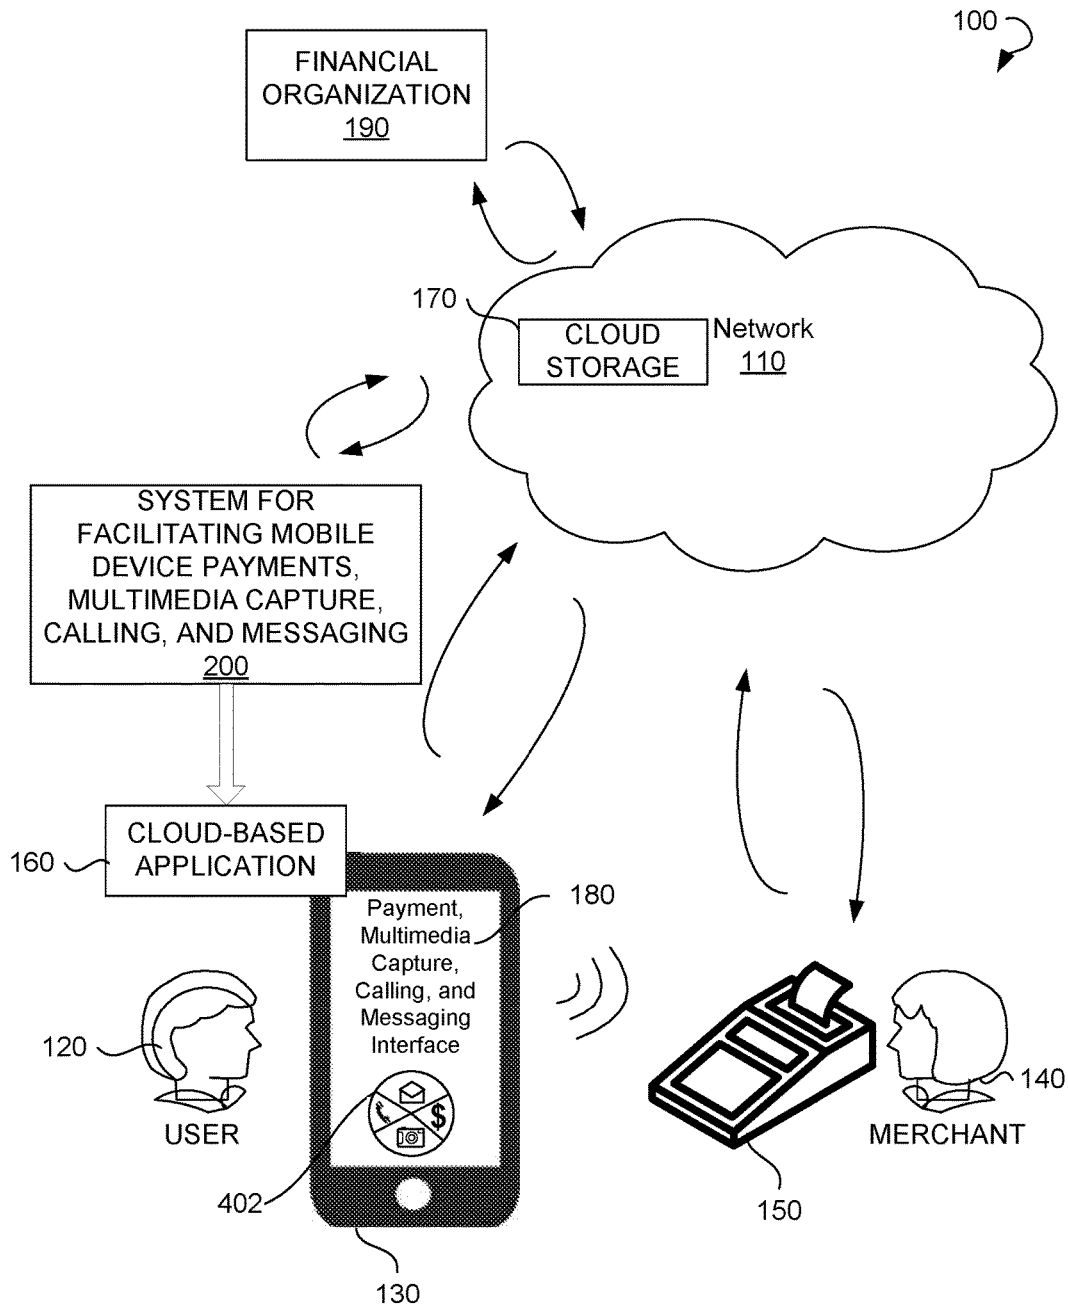 100
FINANCIAL
ORGANIZATION
190
170
CLOUD
STORAGE
Network
110
SYSTEM FOR
FACILITATING MOBILE
DEVICE PAYMENTS,
MULTIMEDIA CAPTURE,
CALLING, AND MESSAGING
200
CLOUD-BASED
APPLICATION
160
180
Payment,
Multimedia
Capture,
Calling, and
Messaging
Interface
$
120
USER
140
MERCHANT
402
150
130